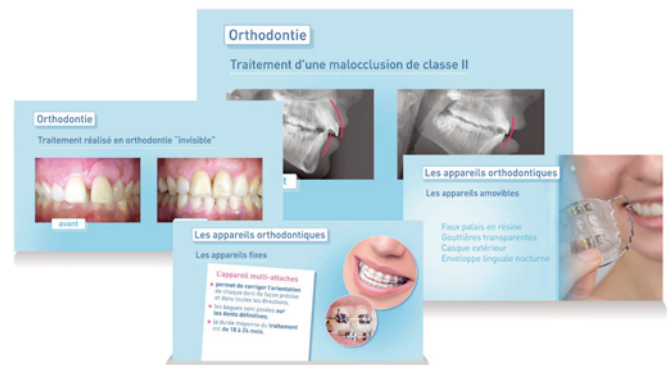 Orthodontie
Traitement d'une malocclusion de classe II
Orthodontie
Traitement réalisé en orthodontie "invisible"
avant
Les appareils orthodontiques
Les appareils amovibles
Faux palais en résine
Gouttières transparentes
Casque extérieur
Enveloppe linguale nocturne
Les appareils orthodontiques
Les appareils fixes
L'appareil multi-attaches
permet de corriger l'orientation
de chaque dent de façon précise
et dans toutes les directions,
les bagues sont posées sur
les dents définitives,
la durée moyenne du traitement
est de 18 à 24 mois.